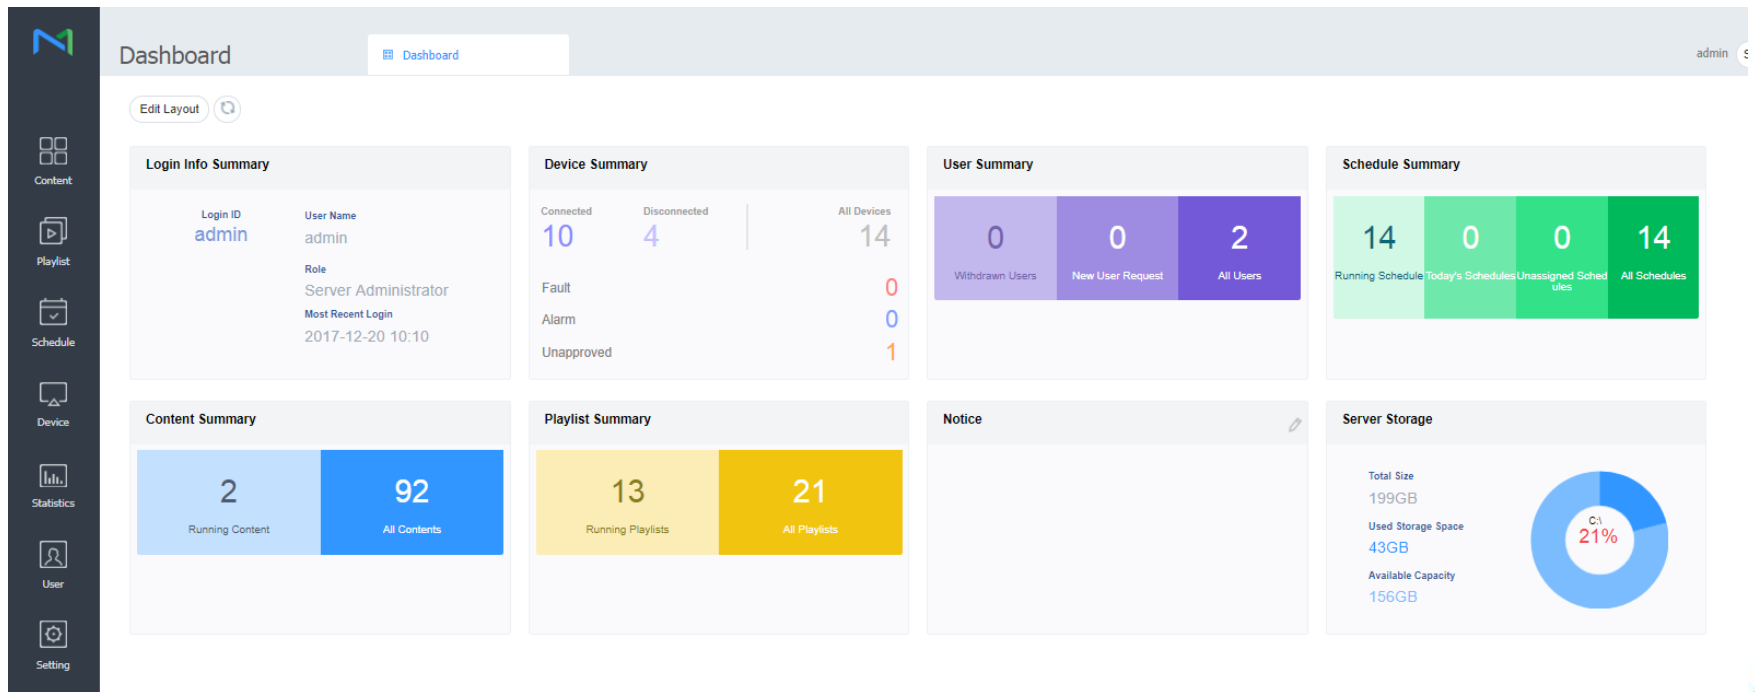 Dashboard
Dashboard
admin
S
Edit Layout
Content
Playlist
Schedule
Device
Statistics
User
Setting
Login Info Summary
Login ID
admin
User Name
admin
Role
Server Administrator
Most Recent Login
2017-12-20 10:10
Device Summary
Connected
10
Disconnected
4
All Devices
14
Fault 0
Alarm 0
Unapproved 1
User Summary
0
Withdrawn Users
0
New User Request
2
All Users
Schedule Summary
14
Running Schedule
0
Today's Schedules
0
Unassigned Sched
ules
14
All Schedules
Content Summary
2
Running Content
92
All Contents
Playlist Summary
13
Running Playlists
21
All Playlists
Notice
Server Storage
Total Size
199GB
Used Storage Space
43GB
Available Capacity
156GB
C:\
21%